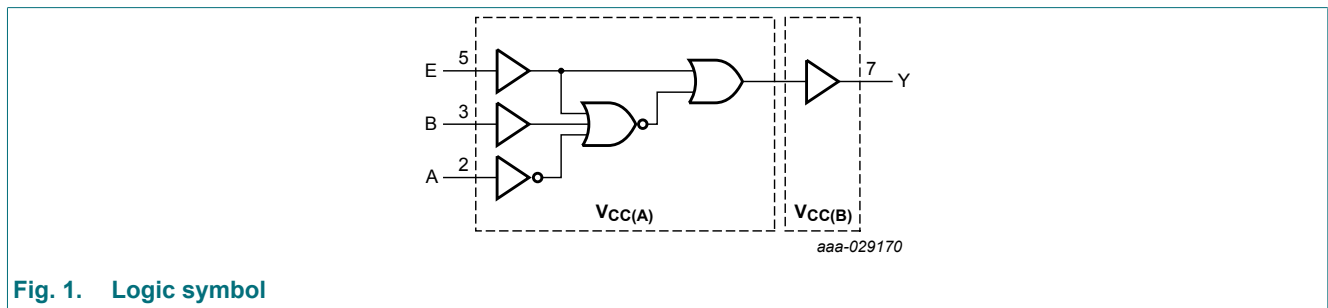 E 5
7 Y
B 3
A 2
VCC(A) VCC(B)
aaa-029170
Fig. 1. Logic symbol